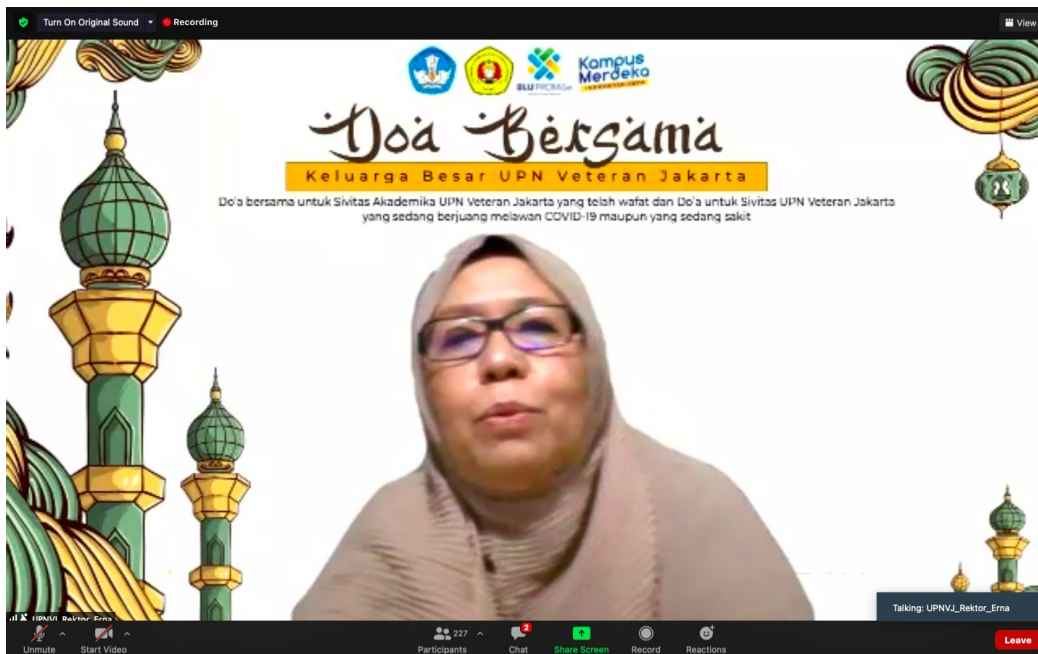 Turn On Original Sound
Recording
View
BLU PROMISe
Kampus
Merdeka
INDONESIA JAYA
Doa Bersama
Keluarga Besar UPN Veteran Jakarta
Do'a bersama untuk Sivitas Akademika UPN Veteran Jakarta yang telah wafat dan Do'a untuk Sivitas UPN Veteran Jakarta
yang sedang berjuang melawan COVID-19 maupun yang sedang sakit
Talking: UPNVJ_Rektor_Erna
UPNVJ_Rektor_Erna
227
2
Unmute
Start Video
Participants
Chat
Share Screen
Record
Reactions
Leave